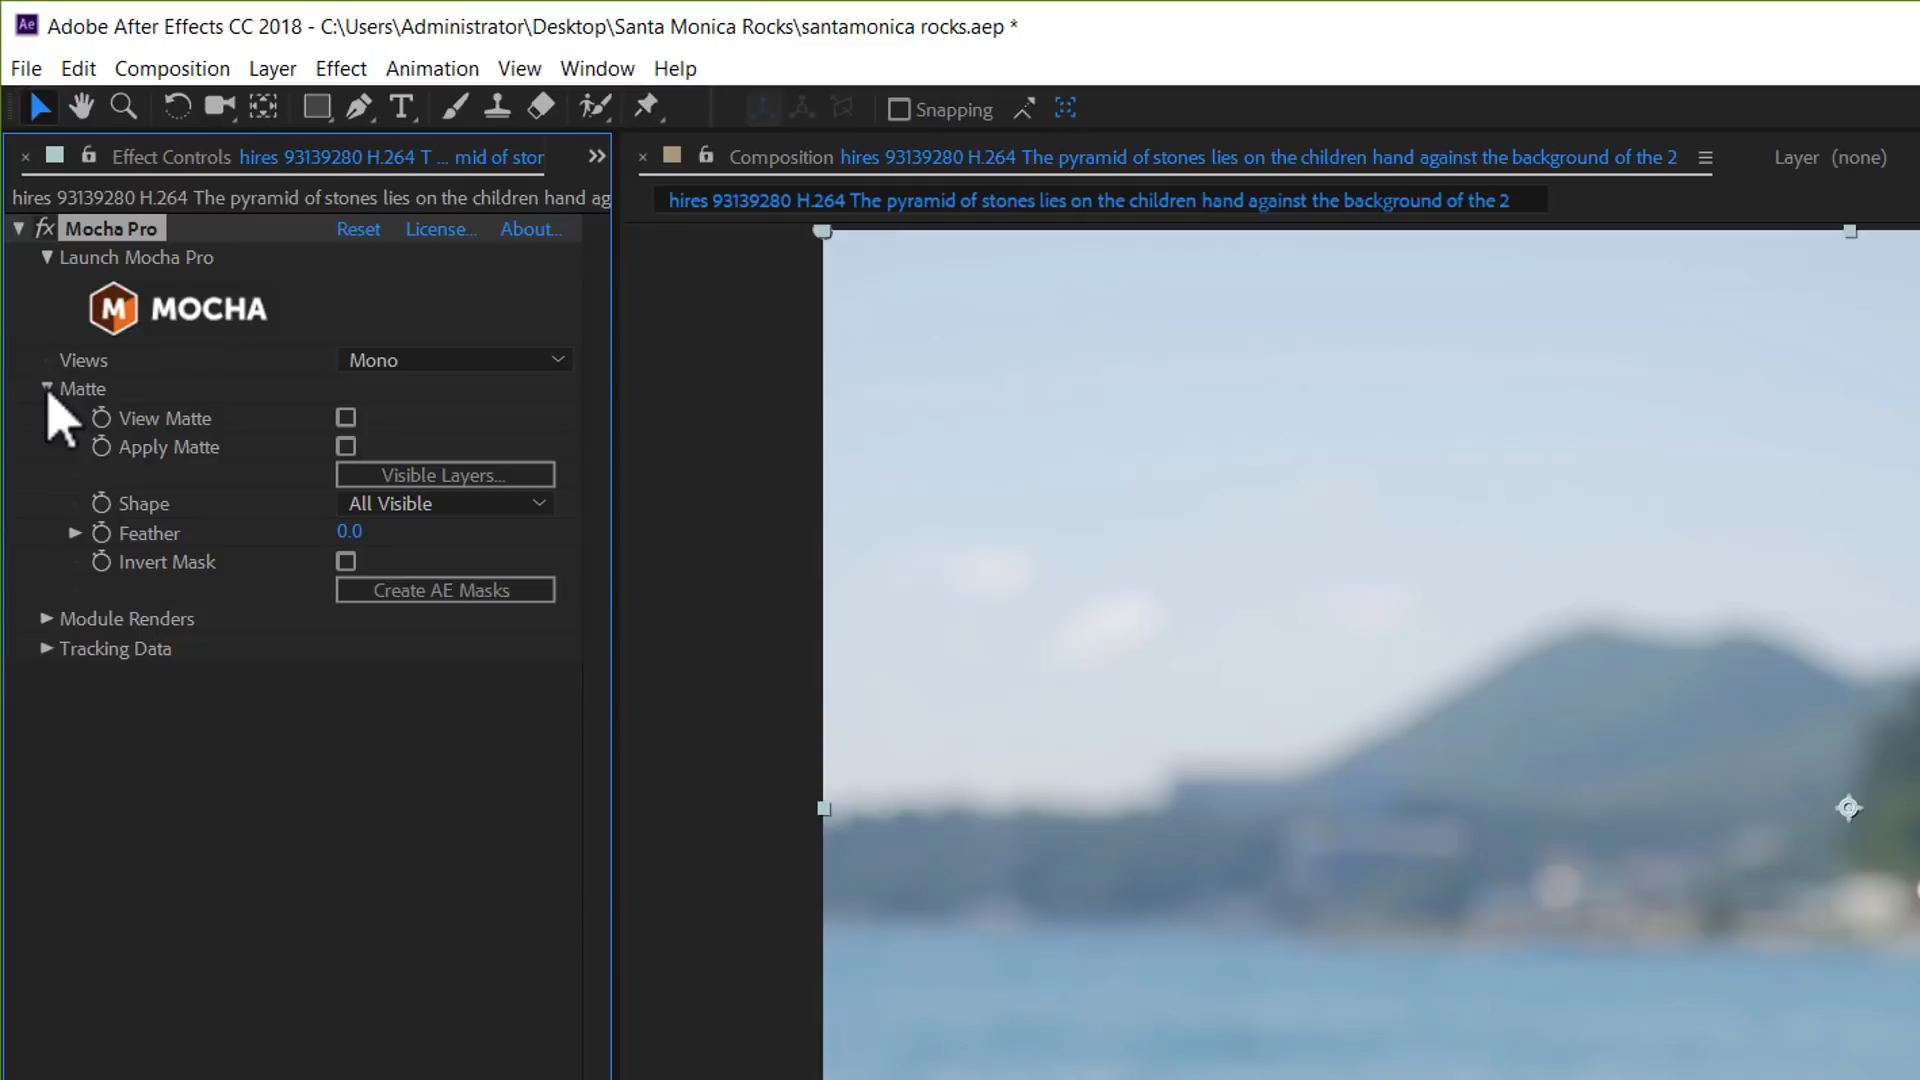 Ae Adobe After Effects CC 2018 - C:\Users\Administrator\Desktop\Santa Monica Rocks\santamonica rocks.aep *
File Edit Composition Layer Effect Animation View Window Help
T Snapping
× Effect Controls hires 93139280 H.264 T ... mid of stor »
× Composition hires 93139280 H.264 The pyramid of stones lies on the children hand against the background of the 2 Layer (none)
hires 93139280 H.264 The pyramid of stones lies on the children hand ag
hires 93139280 H.264 The pyramid of stones lies on the children hand against the background of the 2
fx Mocha Pro Reset License... About...
Launch Mocha Pro
M MOCHA
Views Mono
Matte
View Matte
Apply Matte
Visible Layers...
Shape All Visible
Feather 0.0
Invert Mask
Create AE Masks
Module Renders
Tracking Data